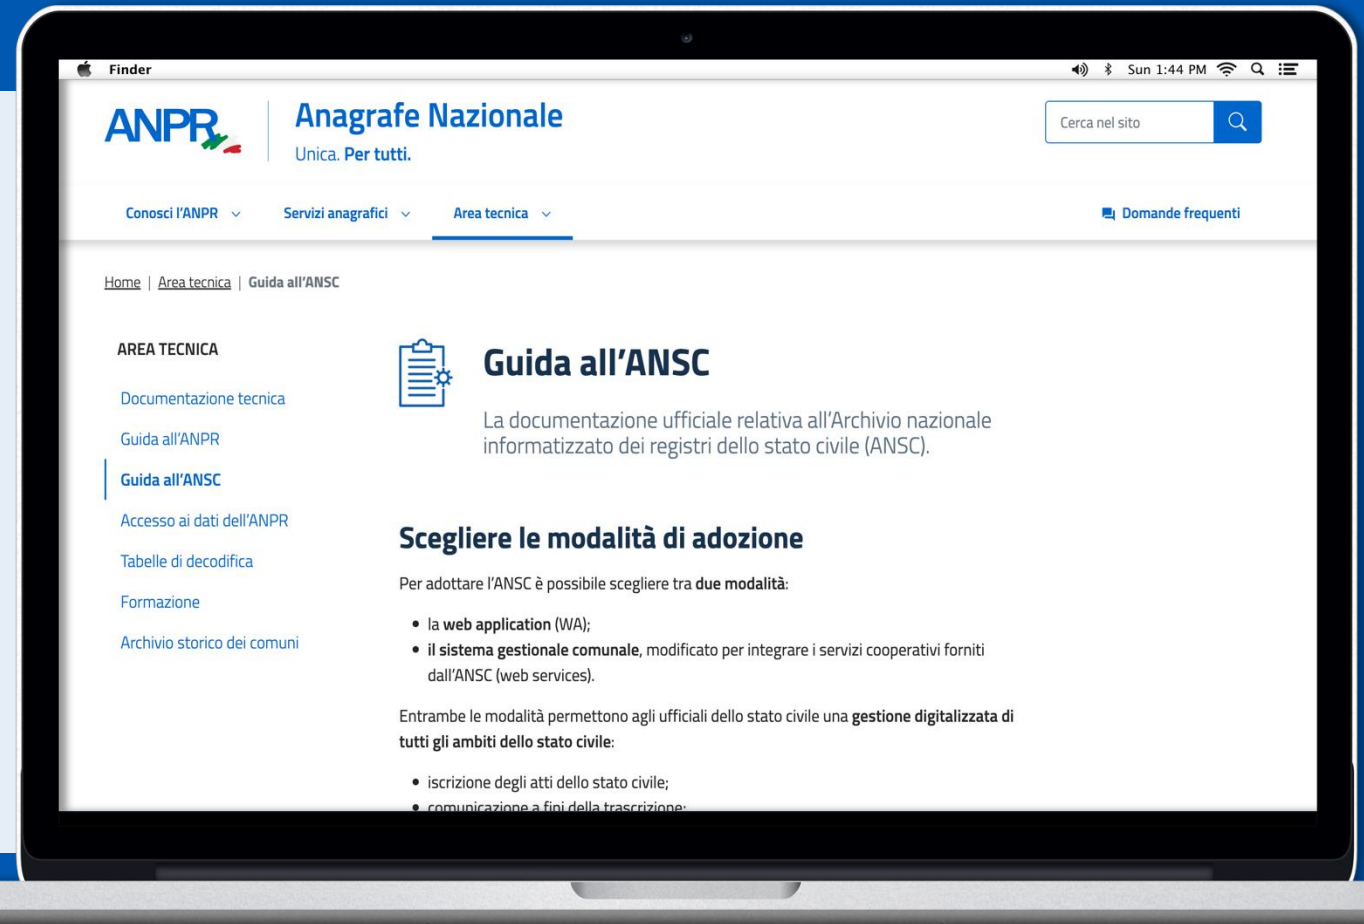 Finder
Sun 1:44 PM
ANPR
Anagrafe Nazionale
Unica. Per tutti.
Cerca nel sito
Conosci l'ANPR
Servizi anagrafici
Area tecnica
Domande frequenti
Home | Area tecnica | Guida all'ANSC
AREA TECNICA
Documentazione tecnica
Guida all'ANPR
Guida all'ANSC
Accesso ai dati dell'ANPR
Tabelle di decodifica
Formazione
Archivio storico dei comuni
Guida all'ANSC
La documentazione ufficiale relativa all'Archivio nazionale
informatizzato dei registri dello stato civile (ANSC).
Scegliere le modalità di adozione
Per adottare l'ANSC è possibile scegliere tra due modalità:
• la web application (WA);
• il sistema gestionale comunale, modificato per integrare i servizi cooperativi forniti
dall'ANSC (web services).
Entrambe le modalità permettono agli ufficiali dello stato civile una gestione digitalizzata di
tutti gli ambiti dello stato civile:
• iscrizione degli atti dello stato civile;
• comunicazione a fini della trascrizione;